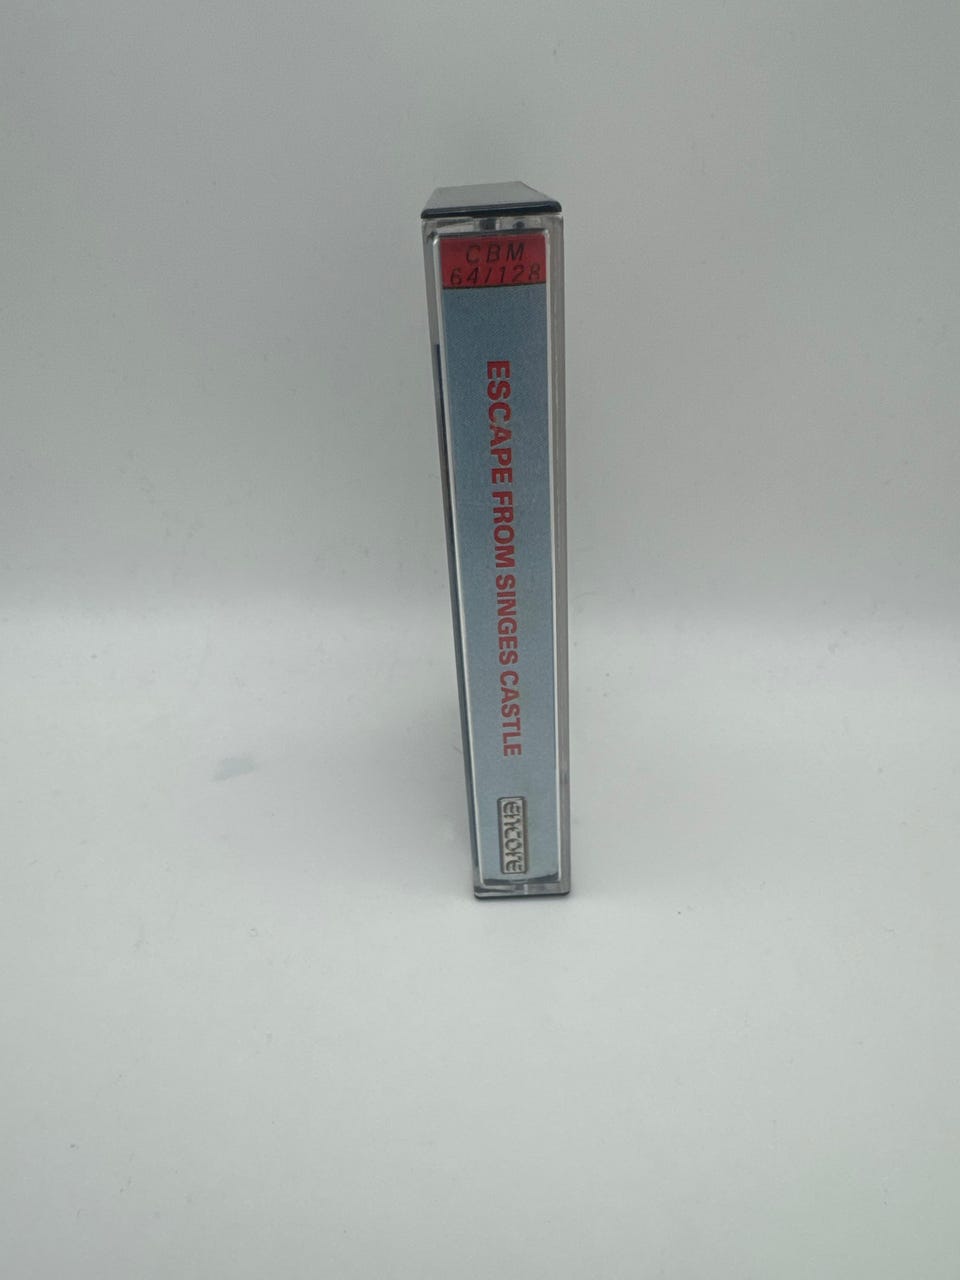 CBM
64/128
ESCAPE FROM SINGES CASTLE
encore